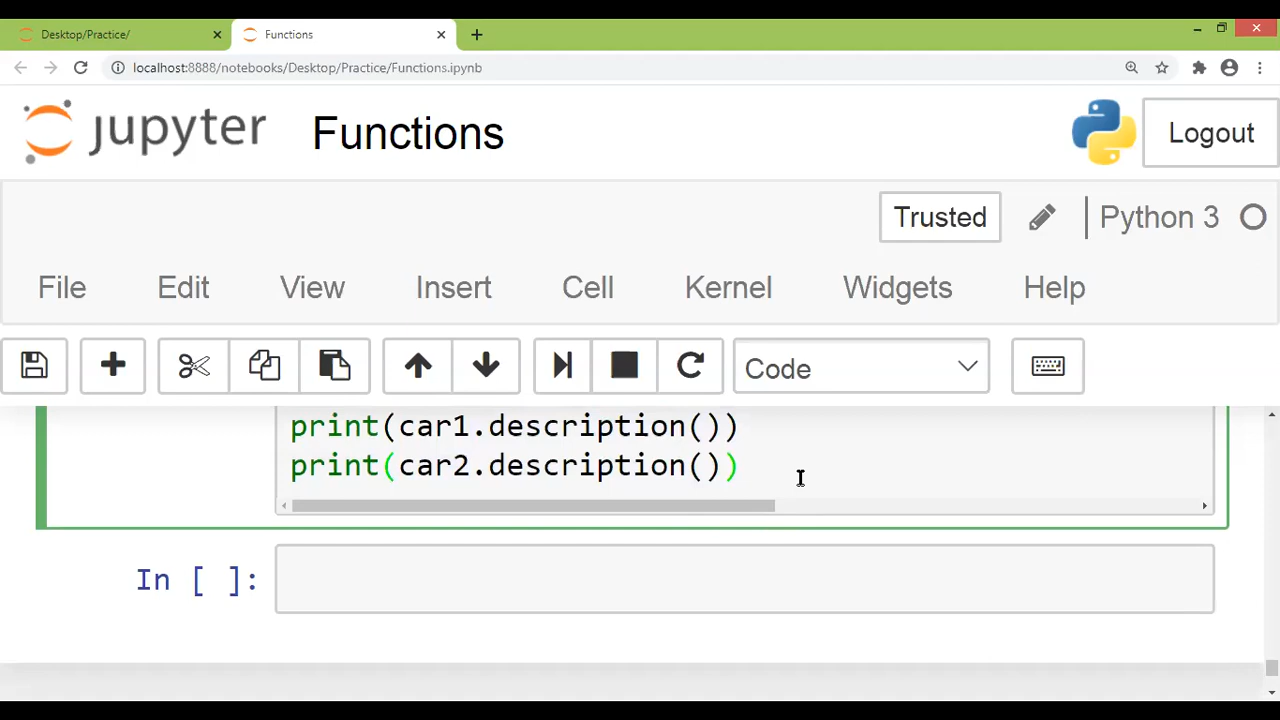 Desktop/Practice/
Functions
localhost:8888/notebooks/Desktop/Practice/Functions.ipynb
jupyter Functions
Logout
Trusted
Python 3
File Edit View Insert Cell Kernel Widgets Help
Code
print(car1.description())
print(car2.description())
In [ ]: